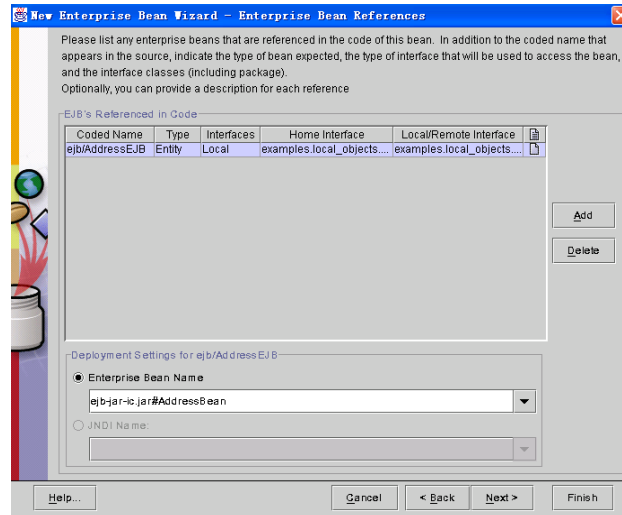 New Enterprise Bean Wizard - Enterprise Bean References
Please list any enterprise beans that are referenced in the code of this bean. In addition to the coded name that
appears in the source, indicate the type of bean expected, the type of interface that will be used to access the bean,
and the interface classes (including package).
Optionally, you can provide a description for each reference
EJB's Referenced in Code
Coded Name Type Interfaces Home Interface Local/Remote Interface
ejb/AddressEJB Entity Local examples.local_objects.... examples.local_objects....
Add
Delete
Deployment Settings for ejb/AddressEJB
Enterprise Bean Name
ejb-jar-ic.jar#AddressBean
JNDI Name:
Help... Cancel < Back Next > Finish